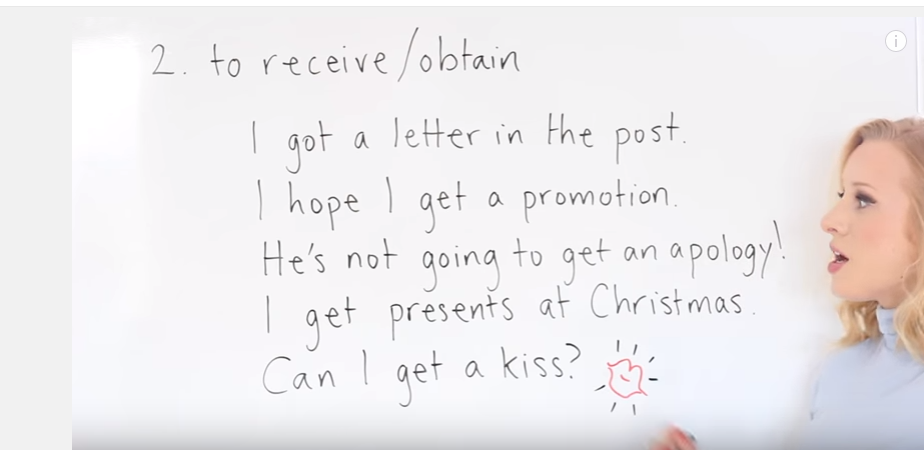 2. to receive/obtain
I got a letter in the post.
I hope I get a promotion.
He's not going to get an apology!
I get presents at Christmas.
Can I get a kiss?